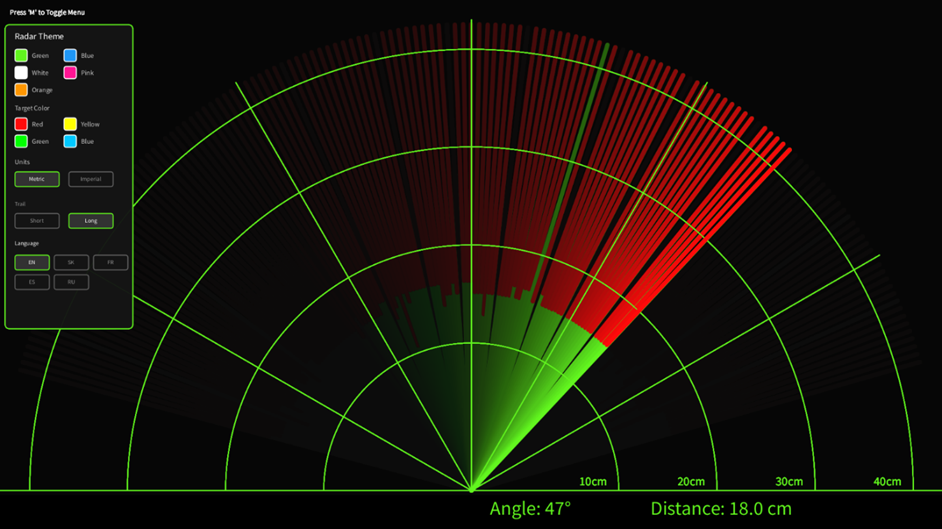 Press 'M' to Toggle Menu
Radar Theme
Green Blue
White Pink
Orange
Target Color
Red Yellow
Green Blue
Units
Metric Imperial
Trail
Short Long
Language
EN SK FR
ES RU
10cm 20cm 30cm 40cm
Angle: 47° Distance: 18.0 cm